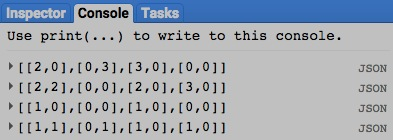 Inspector Console Tasks
Use print(...) to write to this console.
[[2,0],[0,3],[3,0],[0,0]] JSON
[[2,2],[0,0],[2,0],[3,0]] JSON
[[1,0],[0,0],[1,0],[0,0]] JSON
[[1,1],[0,1],[1,0],[1,0]] JSON